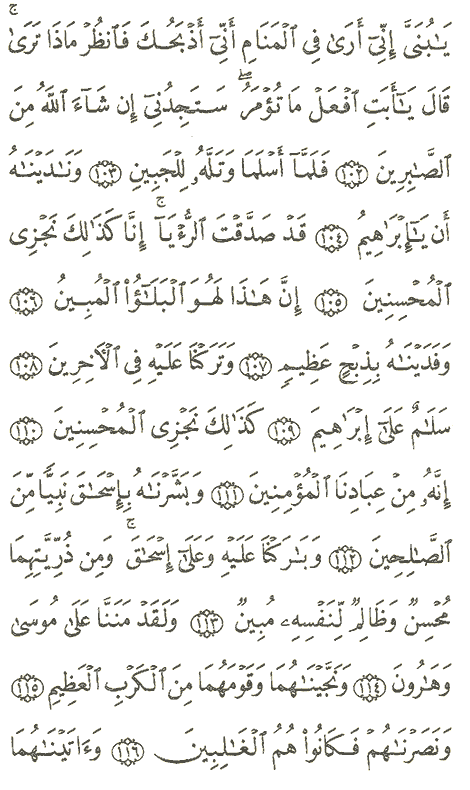 يَـٰبُنَىَّ إِنِّىٓ أَرَىٰ فِى ٱلْمَنَامِ أَنِّىٓ أَذْبَحُكَ فَٱنظُرْ مَاذَا تَرَىٰ ۚ
قَالَ يَـٰٓأَبَتِ ٱفْعَلْ مَا تُؤْمَرُ ۖ سَتَجِدُنِىٓ إِن شَآءَ ٱللَّهُ مِنَ
ٱلصَّـٰبِرِينَ ١٠٢ فَلَمَّآ أَسْلَمَا وَتَلَّهُۥ لِلْجَبِينِ ١٠٣ وَنَـٰدَيْنَـٰهُ
أَن يَـٰٓإِبْرَٰهِيمُ ١٠٤ قَدْ صَدَّقْتَ ٱلرُّءْيَآ ۚ إِنَّا كَذَٰلِكَ نَجْزِى
ٱلْمُحْسِنِينَ ١٠٥ إِنَّ هَـٰذَا لَهُوَ ٱلْبَلَـٰٓؤُا۟ ٱلْمُبِينُ ١٠٦
وَفَدَيْنَـٰهُ بِذِبْحٍ عَظِيمٍ ١٠٧ وَتَرَكْنَا عَلَيْهِ فِى ٱلْـَٔاخِرِينَ ١٠٨
سَلَـٰمٌ عَلَىٰٓ إِبْرَٰهِيمَ ١٠٩ كَذَٰلِكَ نَجْزِى ٱلْمُحْسِنِينَ ١١٠
إِنَّهُۥ مِنْ عِبَادِنَا ٱلْمُؤْمِنِينَ ١١١ وَبَشَّرْنَـٰهُ بِإِسْحَـٰقَ نَبِيًّا مِّنَ
ٱلصَّـٰلِحِينَ ١١٢ وَبَـٰرَكْنَا عَلَيْهِ وَعَلَىٰٓ إِسْحَـٰقَ ۚ وَمِن ذُرِّيَّتِهِمَا
مُحْسِنٌ وَظَالِمٌ لِّنَفْسِهِۦ مُبِينٌ ١١٣ وَلَقَدْ مَنَنَّا عَلَىٰ مُوسَىٰ
وَهَـٰرُونَ ١١٤ وَنَجَّيْنَـٰهُمَا وَقَوْمَهُمَا مِنَ ٱلْكَرْبِ ٱلْعَظِيمِ ١١٥
وَنَصَرْنَـٰهُمْ فَكَانُوا۟ هُمُ ٱلْغَـٰلِبِينَ ١١٦ وَءَاتَيْنَـٰهُمَا